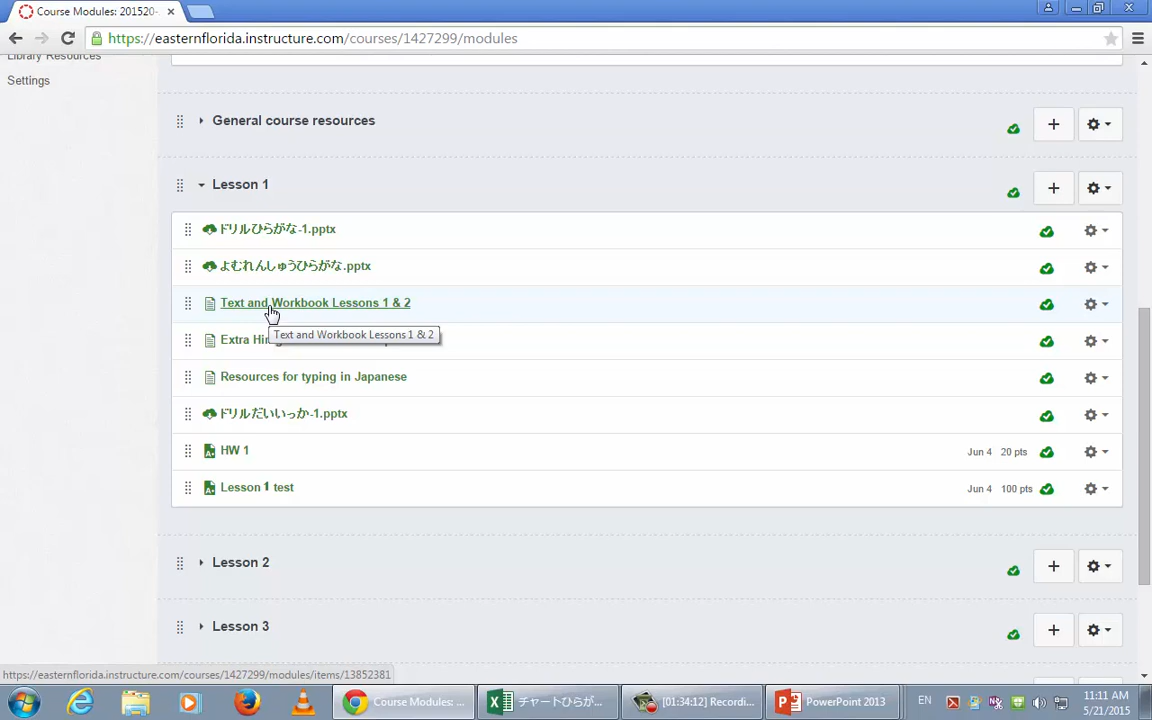 Course Modules: 201520-
https://easternflorida.instructure.com/courses/1427299/modules
Library Resources
Settings
General course resources
Lesson 1
ドリルひらがな-1.pptx
よむれんしゅうひらがな.pptx
Text and Workbook Lessons 1 & 2
Text and Workbook Lessons 1 & 2
Extra Hi
Resources for typing in Japanese
ドリルだいいっか-1.pptx
HW 1
Jun 4 20 pts
Lesson 1 test
Jun 4 100 pts
Lesson 2
Lesson 3
https://easternflorida.instructure.com/courses/1427299/modules/items/13852381
Course Modules: ...
チャートひらが...
[01:34:12] Recordi...
PowerPoint 2013
EN
11:11 AM
5/21/2015